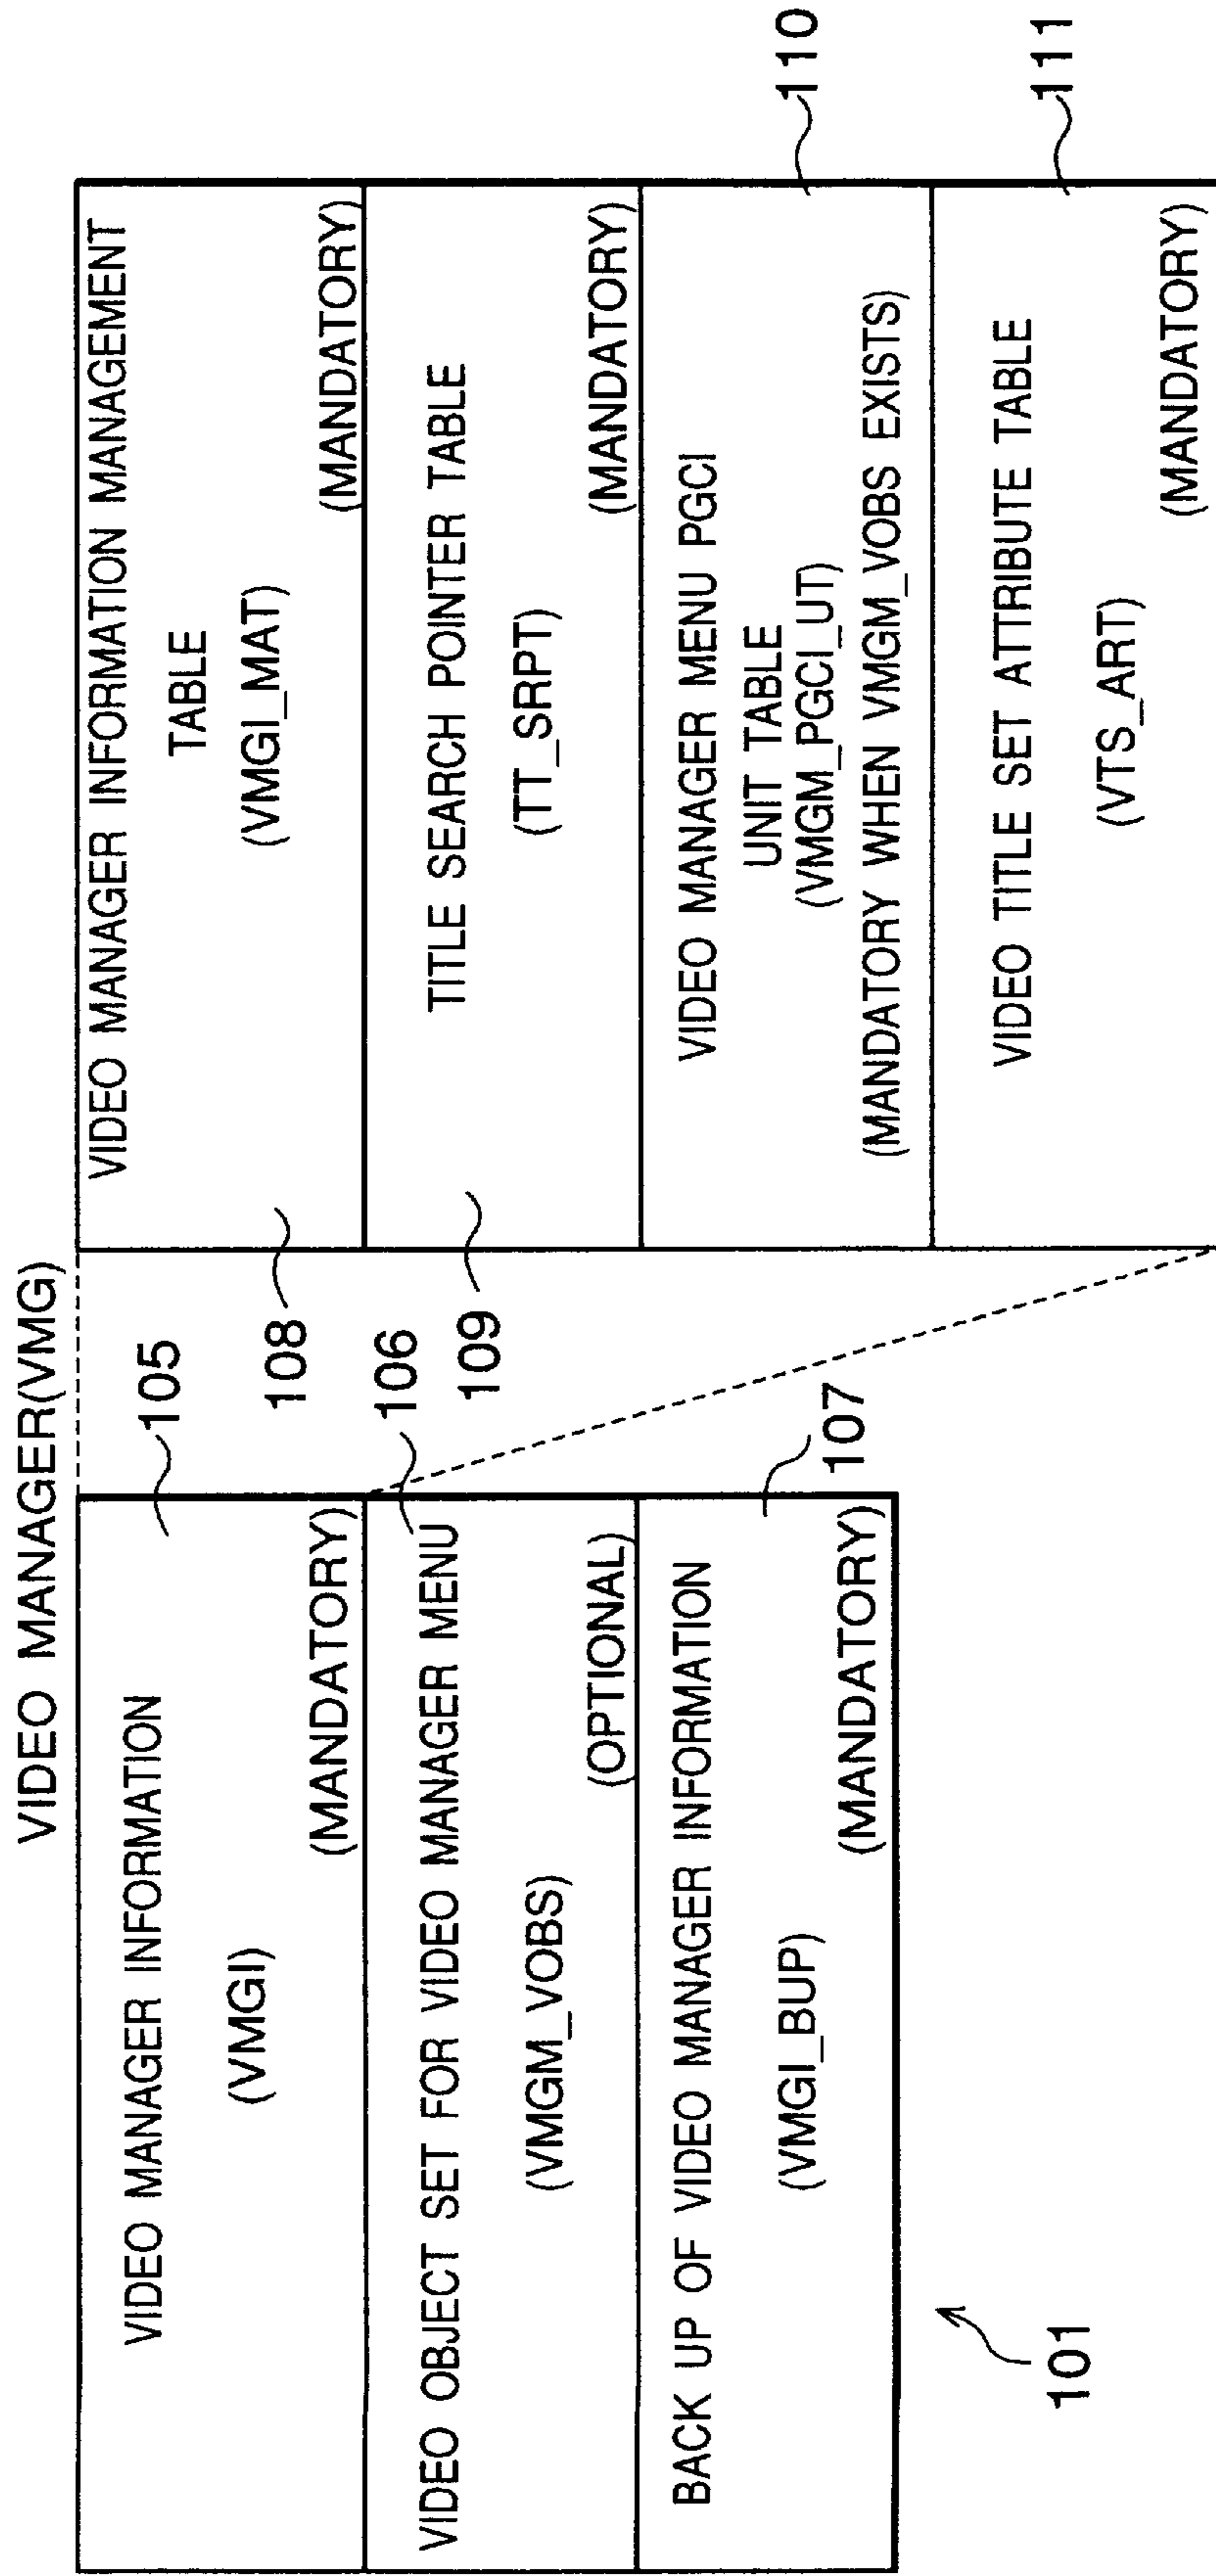 VIDEO MANAGER(VMG)
VIDEO MANAGER INFORMATION
(VMGI)
(MANDATORY)
105
VIDEO OBJECT SET FOR VIDEO MANAGER MENU
(VMGM_VOBS)
(OPTIONAL)
106
BACK UP OF VIDEO MANAGER INFORMATION
(VMGI_BUP)
(MANDATORY)
107
101
VIDEO MANAGER INFORMATION MANAGEMENT
TABLE
(VMGI_MAT)
(MANDATORY)
108
TITLE SEARCH POINTER TABLE
(TT_SRPT)
(MANDATORY)
109
VIDEO MANAGER MENU PGCI
UNIT TABLE
(VMGM_PGCI_UT)
(MANDATORY WHEN VMGM_VOBS EXISTS)
110
VIDEO TITLE SET ATTRIBUTE TABLE
(VTS_ART)
(MANDATORY)
111